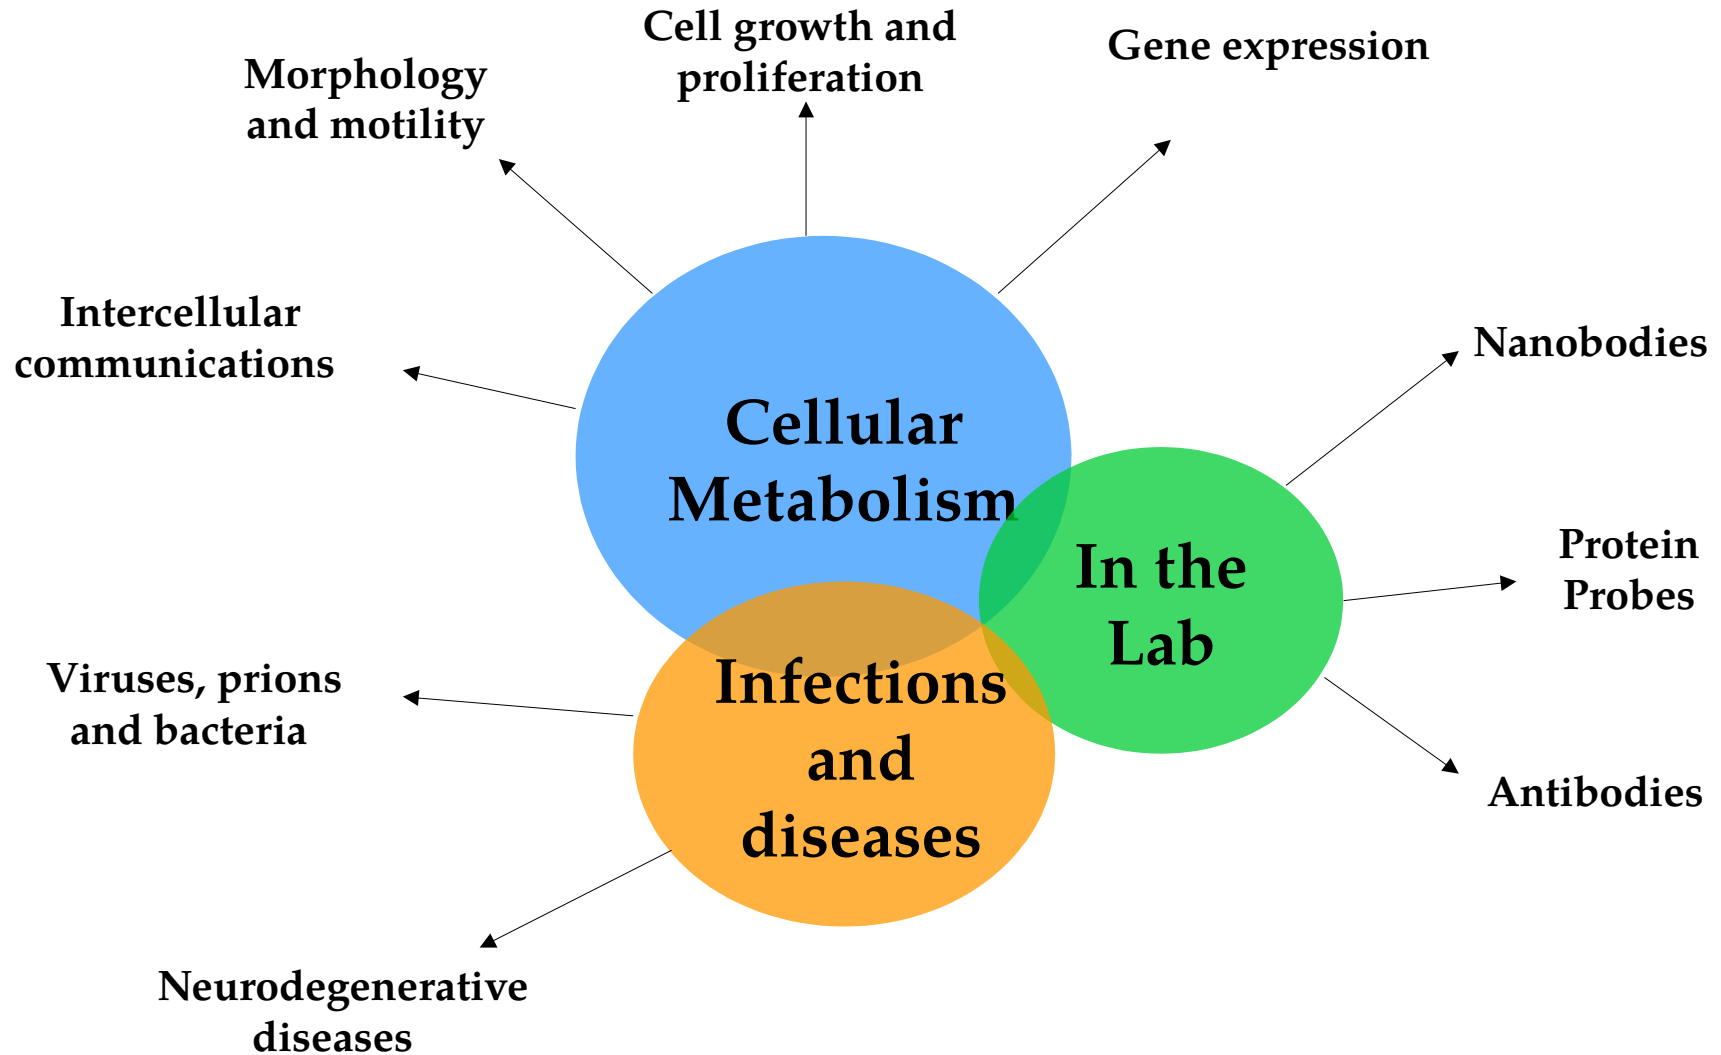 Cell growth and
proliferation
Gene expression
Morphology
and motility
Intercellular
communications
Nanobodies
Cellular
Metabolism
In the
Lab
Protein
Probes
Viruses, prions
and bacteria
Infections
and
diseases
Antibodies
Neurodegenerative
diseases